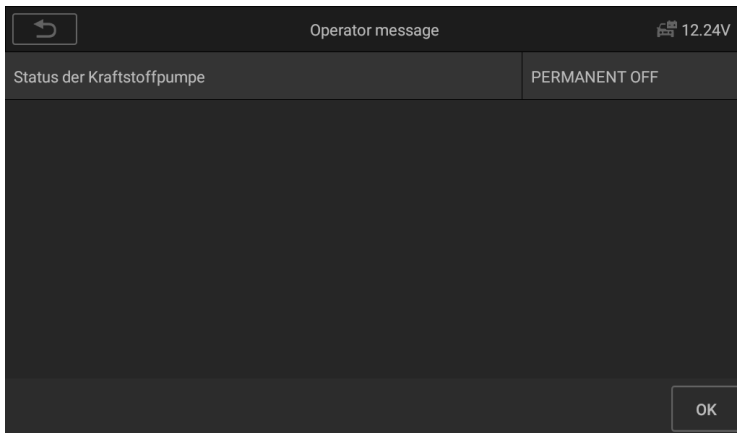 Operator message
12.24V
Status der Kraftstoffpumpe
PERMANENT OFF
OK